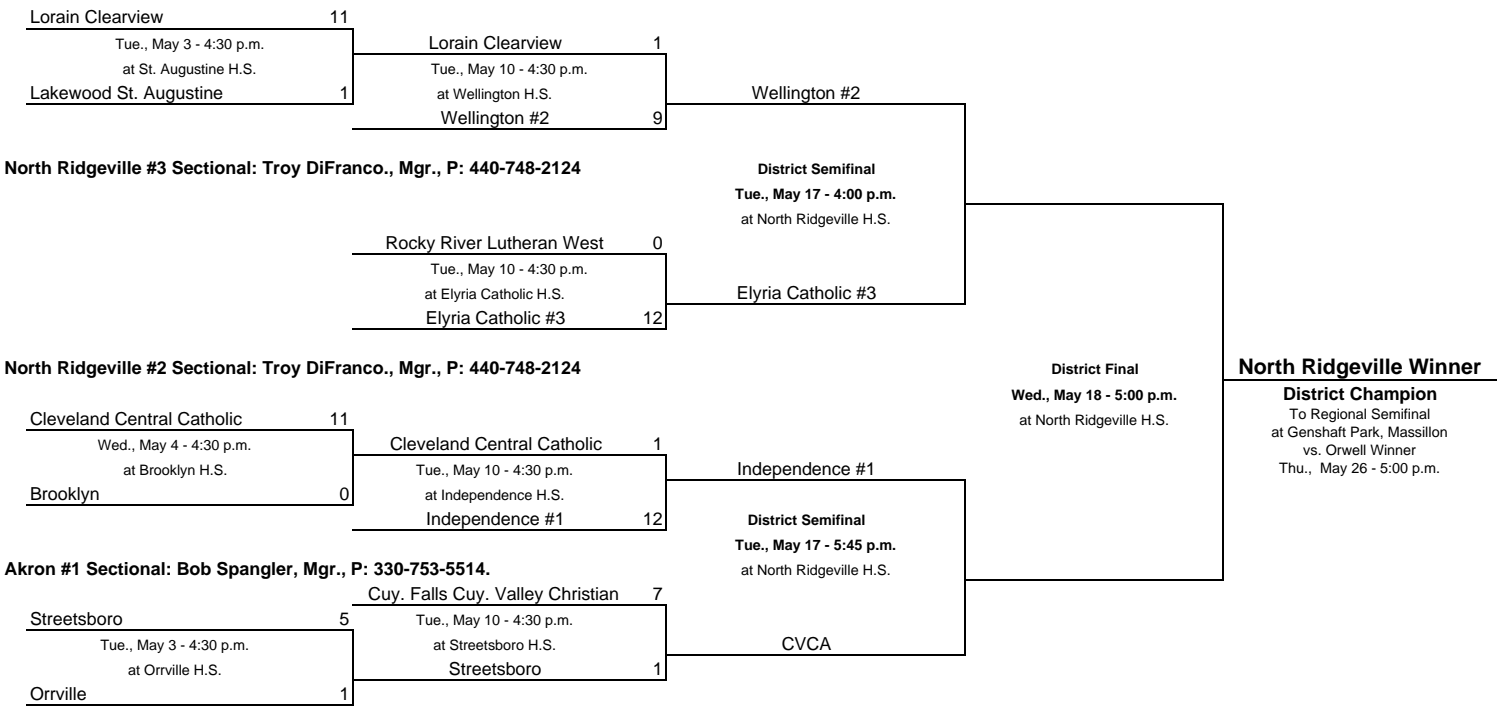 Lorain Clearview 11
Tue., May 3 - 4:30 p.m.
at St. Augustine H.S.
Lakewood St. Augustine 1
Lorain Clearview 1
Tue., May 10 - 4:30 p.m.
at Wellington H.S.
Wellington #2 9
Wellington #2
North Ridgeville #3 Sectional: Troy DiFranco., Mgr., P: 440-748-2124
District Semifinal
Tue., May 17 - 4:00 p.m.
at North Ridgeville H.S.
Rocky River Lutheran West 0
Tue., May 10 - 4:30 p.m.
at Elyria Catholic H.S.
Elyria Catholic #3 12
Elyria Catholic #3
North Ridgeville #2 Sectional: Troy DiFranco., Mgr., P: 440-748-2124
District Final
Wed., May 18 - 5:00 p.m.
at North Ridgeville H.S.
North Ridgeville Winner
District Champion
To Regional Semifinal
at Genshaft Park, Massillon
vs. Orwell Winner
Thu., May 26 - 5:00 p.m.
Cleveland Central Catholic 11
Wed., May 4 - 4:30 p.m.
at Brooklyn H.S.
Brooklyn 0
Cleveland Central Catholic 1
Tue., May 10 - 4:30 p.m.
at Independence H.S.
Independence #1 12
Independence #1
District Semifinal
Tue., May 17 - 5:45 p.m.
at North Ridgeville H.S.
Akron #1 Sectional: Bob Spangler, Mgr., P: 330-753-5514.
Cuy. Falls Cuy. Valley Christian 7
Tue., May 10 - 4:30 p.m.
at Streetsboro H.S.
Streetsboro 1
CVCA
Streetsboro 5
Tue., May 3 - 4:30 p.m.
at Orrville H.S.
Orrville 1